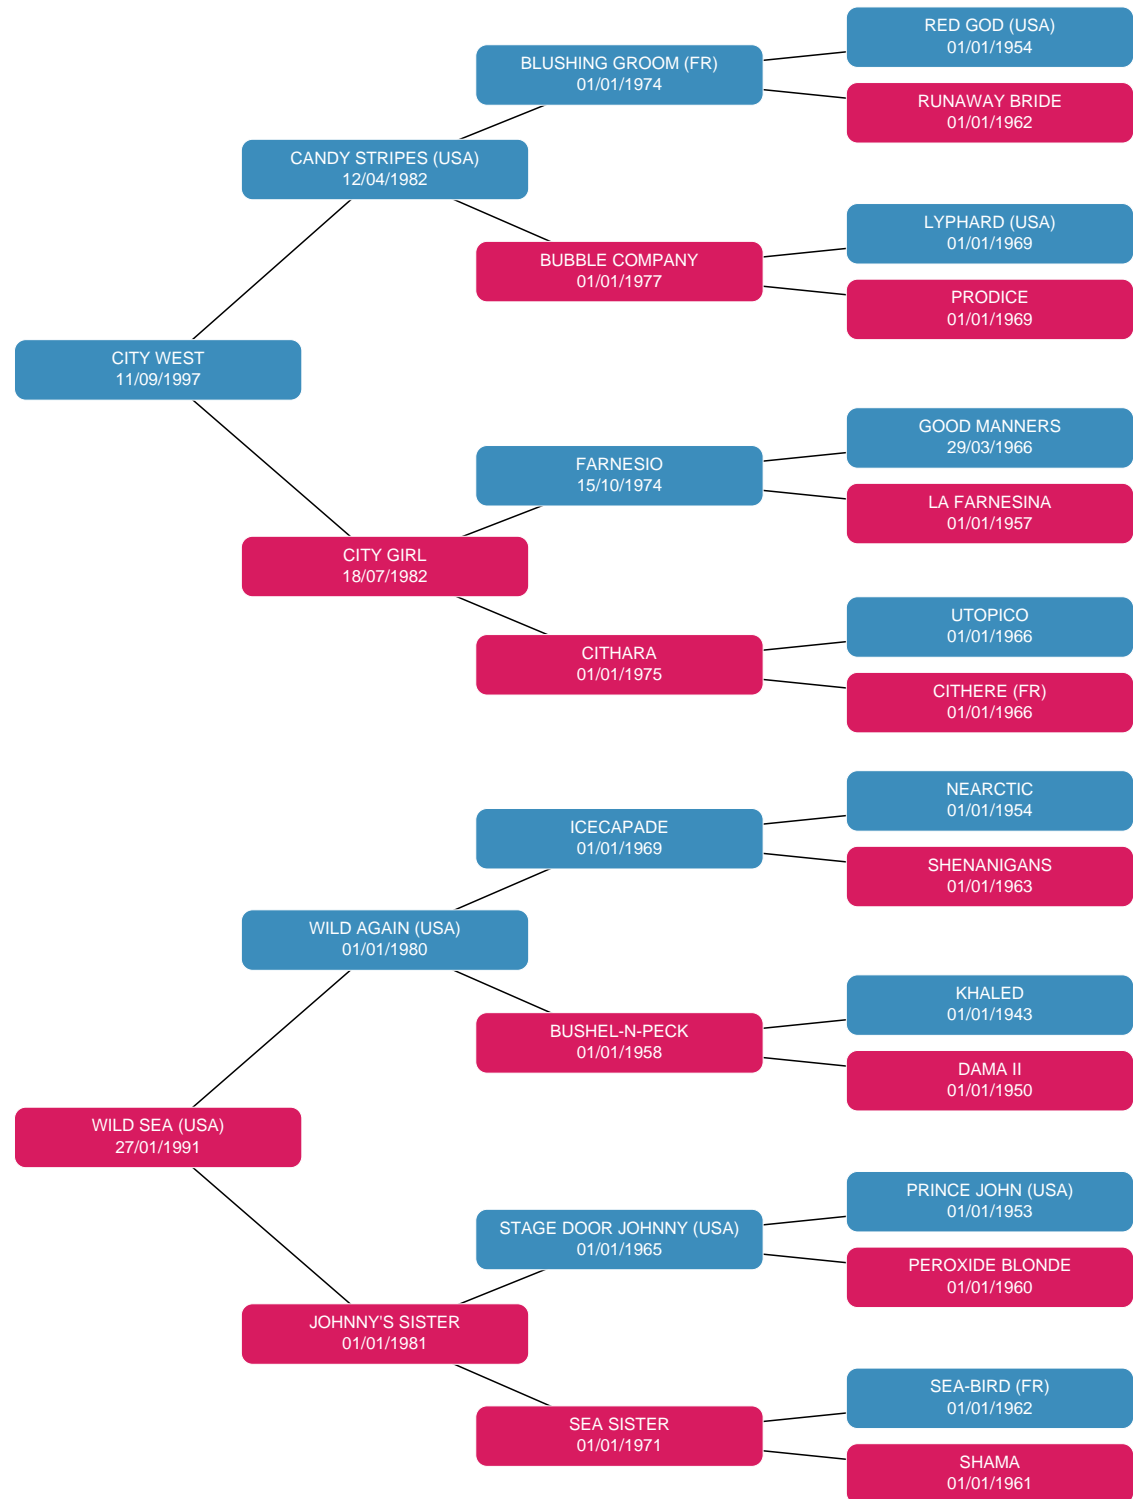 RED GOD (USA)
01/01/1954
BLUSHING GROOM (FR)
01/01/1974
RUNAWAY BRIDE
01/01/1962
CANDY STRIPES (USA)
12/04/1982
LYPHARD (USA)
01/01/1969
BUBBLE COMPANY
01/01/1977
PRODICE
01/01/1969
CITY WEST
11/09/1997
GOOD MANNERS
29/03/1966
FARNESIO
15/10/1974
LA FARNESINA
01/01/1957
CITY GIRL
18/07/1982
UTOPICO
01/01/1966
CITHARA
01/01/1975
CITHERE (FR)
01/01/1966
NEARCTIC
01/01/1954
ICECAPADE
01/01/1969
SHENANIGANS
01/01/1963
WILD AGAIN (USA)
01/01/1980
KHALED
01/01/1943
BUSHEL-N-PECK
01/01/1958
DAMA II
01/01/1950
WILD SEA (USA)
27/01/1991
PRINCE JOHN (USA)
01/01/1953
STAGE DOOR JOHNNY (USA)
01/01/1965
PEROXIDE BLONDE
01/01/1960
JOHNNY'S SISTER
01/01/1981
SEA-BIRD (FR)
01/01/1962
SEA SISTER
01/01/1971
SHAMA
01/01/1961